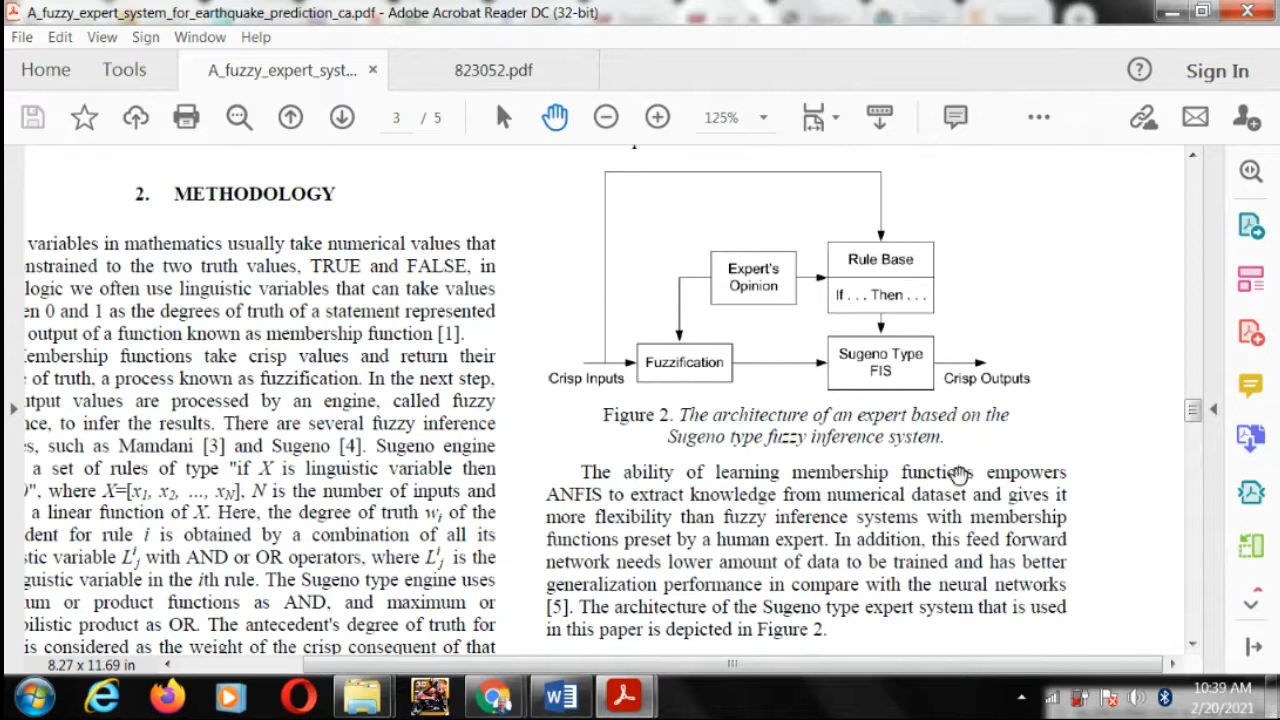 A_fuzzy_expert_system_for_earthquake_prediction_ca.pdf - Adobe Acrobat Reader DC (32-bit)
File Edit View Sign Window Help
Home Tools A_fuzzy_expert_syst... × 823052.pdf Sign In
3 / 5 125%
2. METHODOLOGY
variables in mathematics usually take numerical values that
nstrained to the two truth values, TRUE and FALSE, in
logic we often use linguistic variables that can take values
en 0 and 1 as the degrees of truth of a statement represented
output of a function known as membership function [1].
embership functions take crisp values and return their
of truth, a process known as fuzzification. In the next step,
utput values are processed by an engine, called fuzzy
nce, to infer the results. There are several fuzzy inference
s, such as Mamdani [3] and Sugeno [4]. Sugeno engine
a set of rules of type "if X is linguistic variable then
)", where X=[x1, x2, ..., xN], N is the number of inputs and
a linear function of X. Here, the degree of truth wi of the
dent for rule i is obtained by a combination of all its
stic variable Lij with AND or OR operators, where Lij is the
guistic variable in the ith rule. The Sugeno type engine uses
um or product functions as AND, and maximum or
bilistic product as OR. The antecedent's degree of truth for
is considered as the weight of the crisp consequent of that
Expert's
Opinion
Rule Base
If . . . Then . . .
Fuzzification
Sugeno Type
FIS
Crisp Inputs
Crisp Outputs
Figure 2. The architecture of an expert based on the
Sugeno type fuzzy inference system.
The ability of learning membership functions empowers
ANFIS to extract knowledge from numerical dataset and gives it
more flexibility than fuzzy inference systems with membership
functions preset by a human expert. In addition, this feed forward
network needs lower amount of data to be trained and has better
generalization performance in compare with the neural networks
[5]. The architecture of the Sugeno type expert system that is used
in this paper is depicted in Figure 2.
8.27 x 11.69 in
10:39 AM
2/20/2021